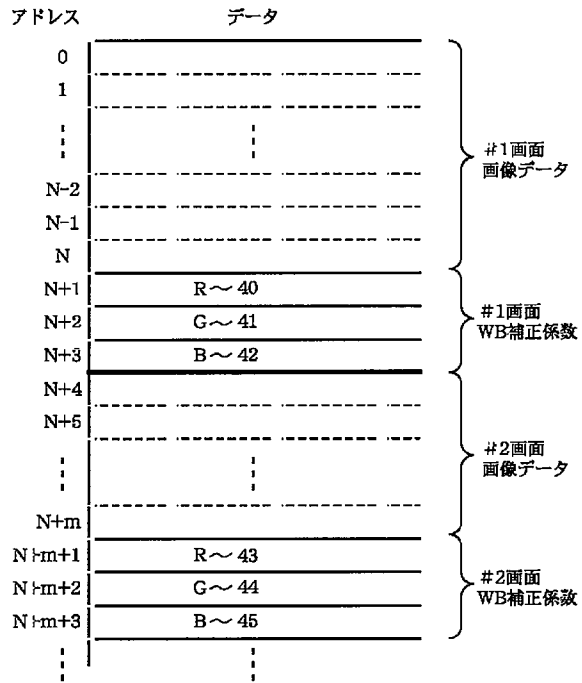 アドレス データ
0
1
N-2
N-1
N
#1画面
画像データ
N+1 R～40
N+2 G～41
N+3 B～42
#1画面
WB補正係数
N+4
N+5
N+m
#2画面
画像データ
N+m+1 R～43
N+m+2 G～44
N+m+3 B～45
#2画面
WB補正係数